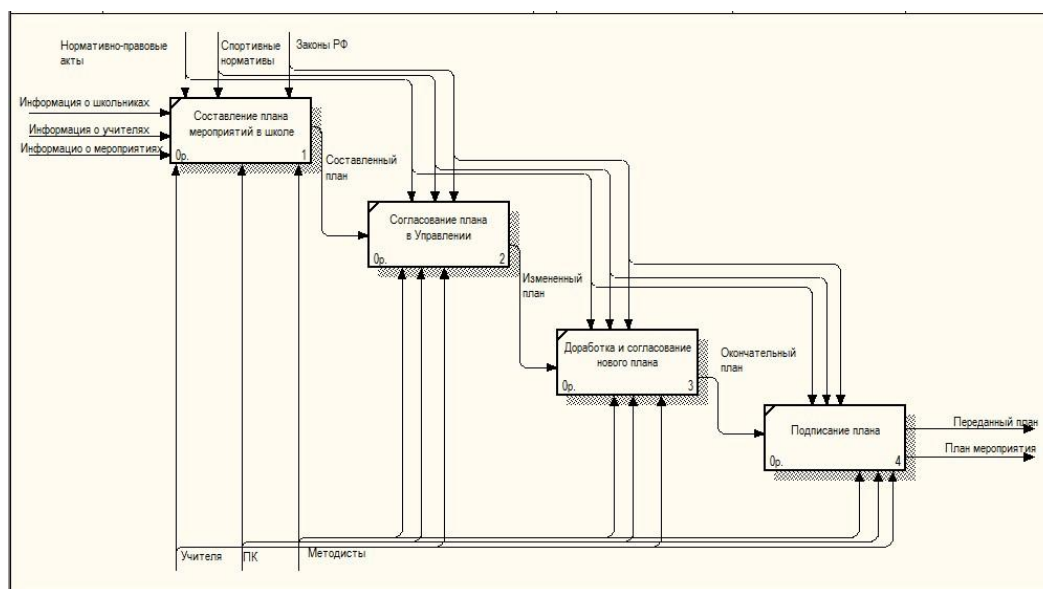 Нормативно-правовые
акты
Спортивные
нормативы
Законы РФ
Информация о школьниках
Информация о учителях
Информацио о мероприятиях
Составление плана
мероприятий в школе
0р.
1
Составленный
план
Согласование плана
в Управлении
0р.
2
Измененный
план
Доработка и согласование
нового плана
0р.
3
Окончательный
план
Подписание плана
0р.
4
Переданный план
План мероприятия
Учителя
ПК
Методисты